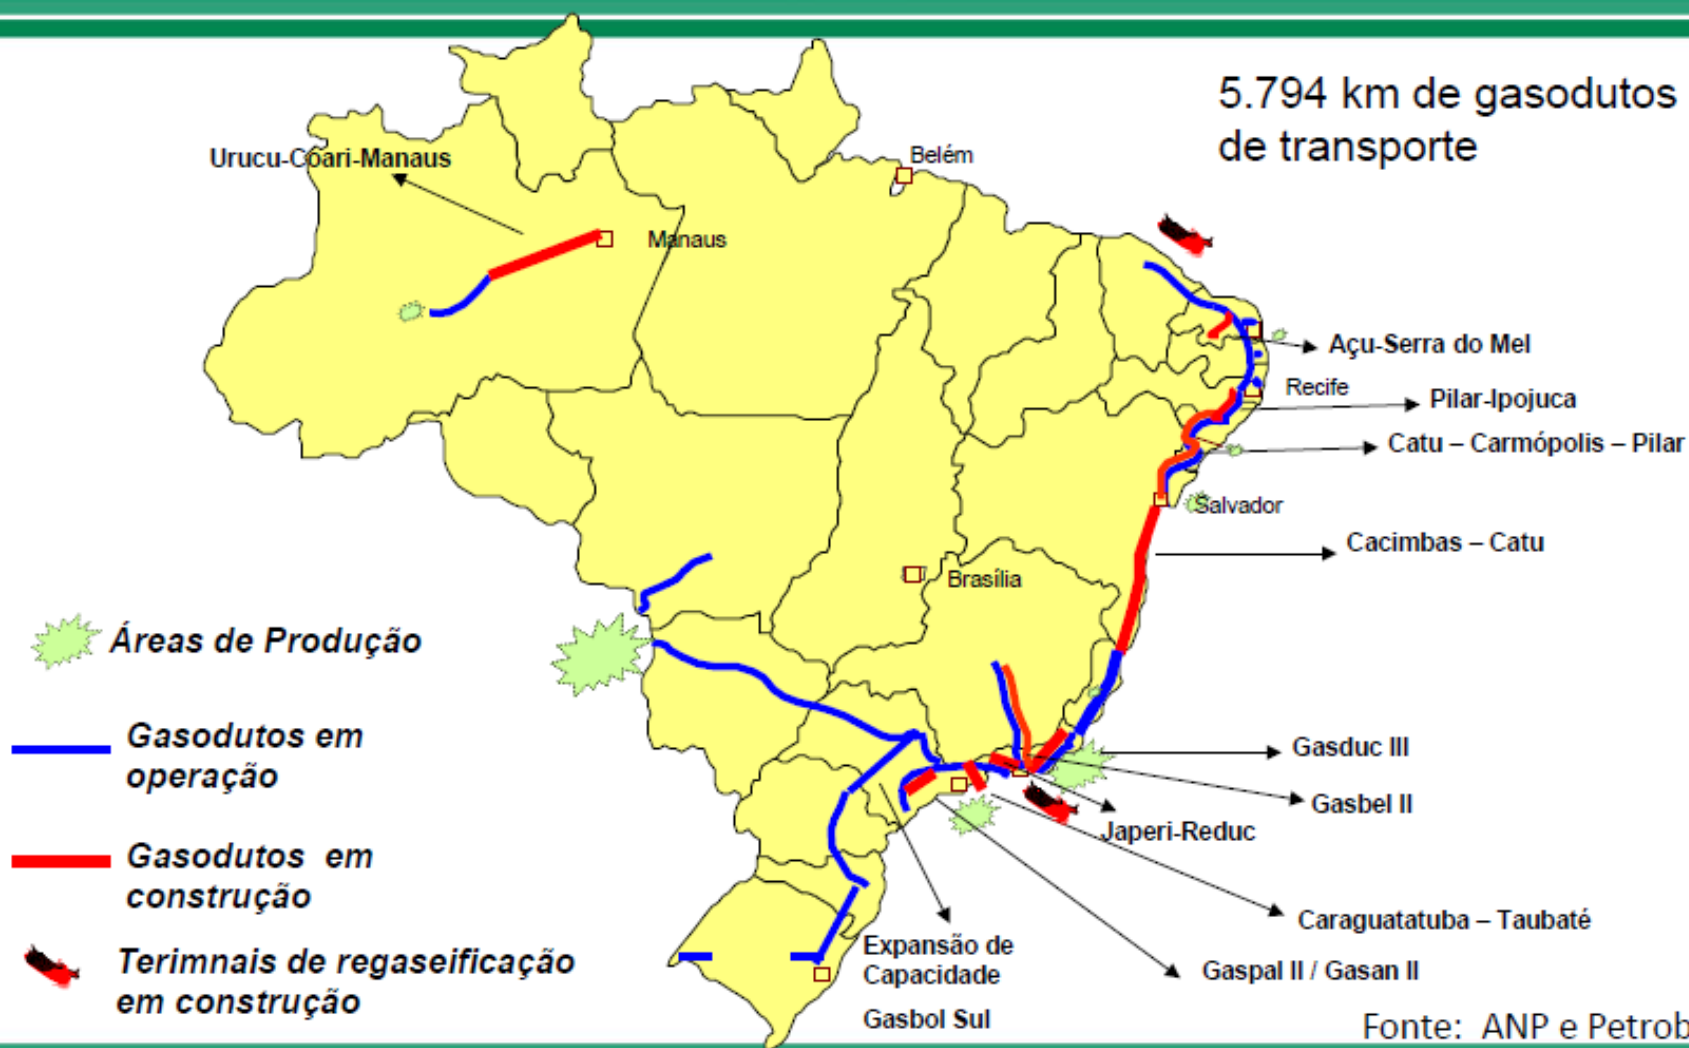 5.794 km de gasodutos
de transporte
Urucu-Coari-Manaus
Belém
Manaus
Açu-Serra do Mel
Recife
Pilar-Ipojuca
Catu – Carmópolis – Pilar
Salvador
Cacimbas – Catu
Brasília
Áreas de Produção
Gasodutos em
operação
Gasduc III
Gasbel II
Japeri-Reduc
Gasodutos em
construção
Caraguatatuba – Taubaté
Expansão de
Capacidade
Gasbol Sul
Gaspal II / Gasan II
Terimnais de regaseificação
em construção
Fonte: ANP e Petrob